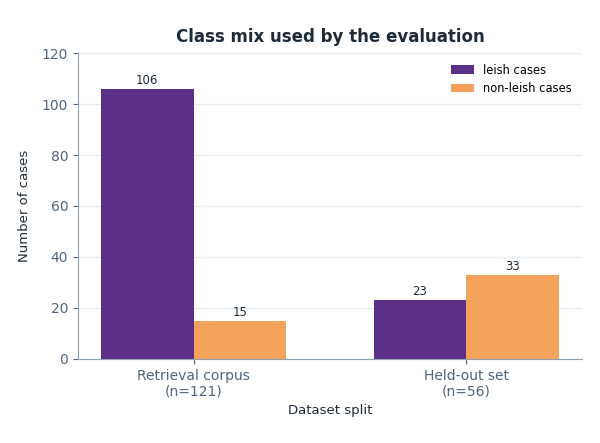 Class mix used by the evaluation
120
100
80
60
40
20
0
Number of cases
leish cases
non-leish cases
106
15
23
33
Retrieval corpus
(n=121)
Held-out set
(n=56)
Dataset split